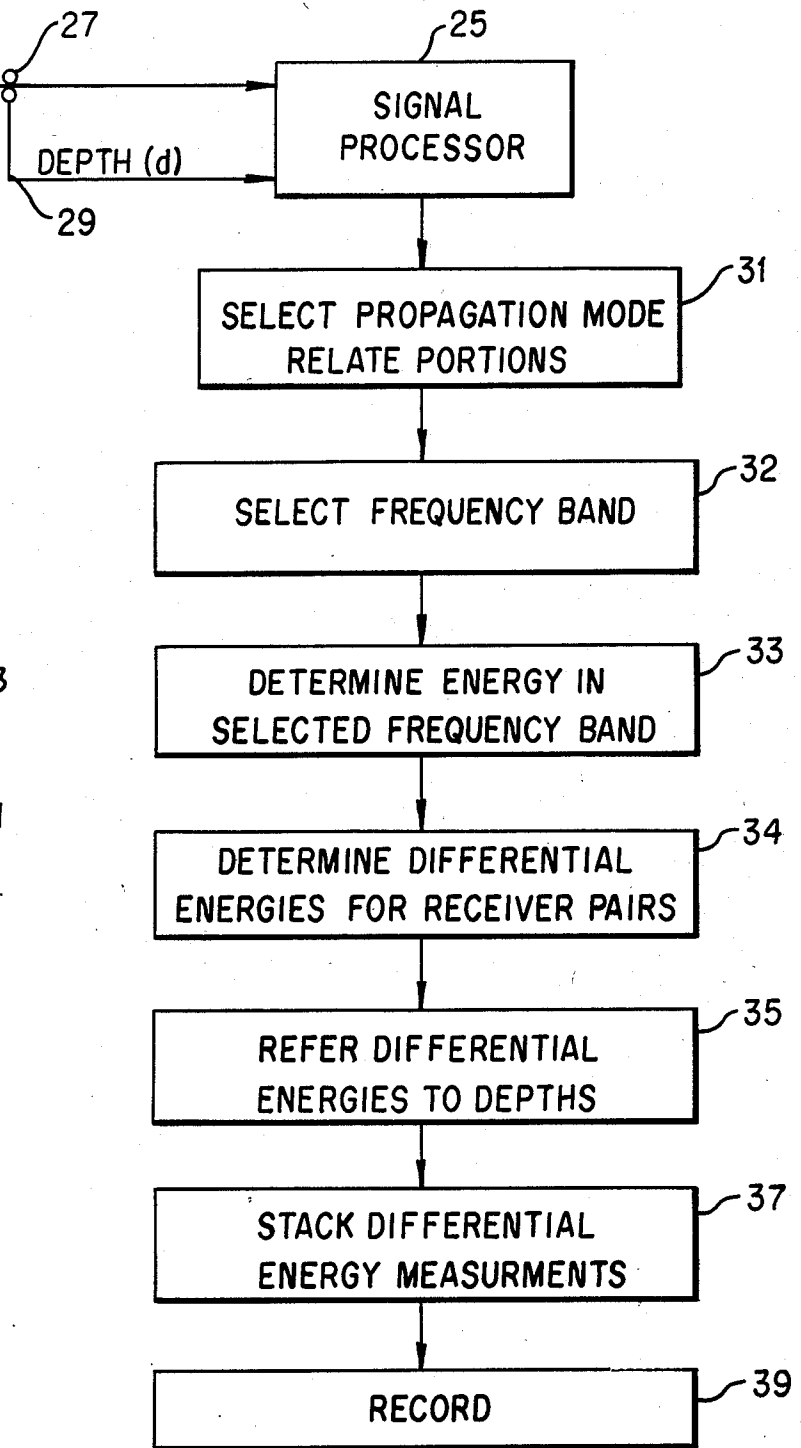 27
25
SIGNAL
PROCESSOR
DEPTH (d)
29
31
SELECT PROPAGATION MODE
RELATE PORTIONS
32
SELECT FREQUENCY BAND
33
DETERMINE ENERGY IN
SELECTED FREQUENCY BAND
34
DETERMINE DIFFERENTIAL
ENERGIES FOR RECEIVER PAIRS
35
REFER DIFFERENTIAL
ENERGIES TO DEPTHS
37
STACK DIFFERENTIAL
ENERGY MEASURMENTS
39
RECORD